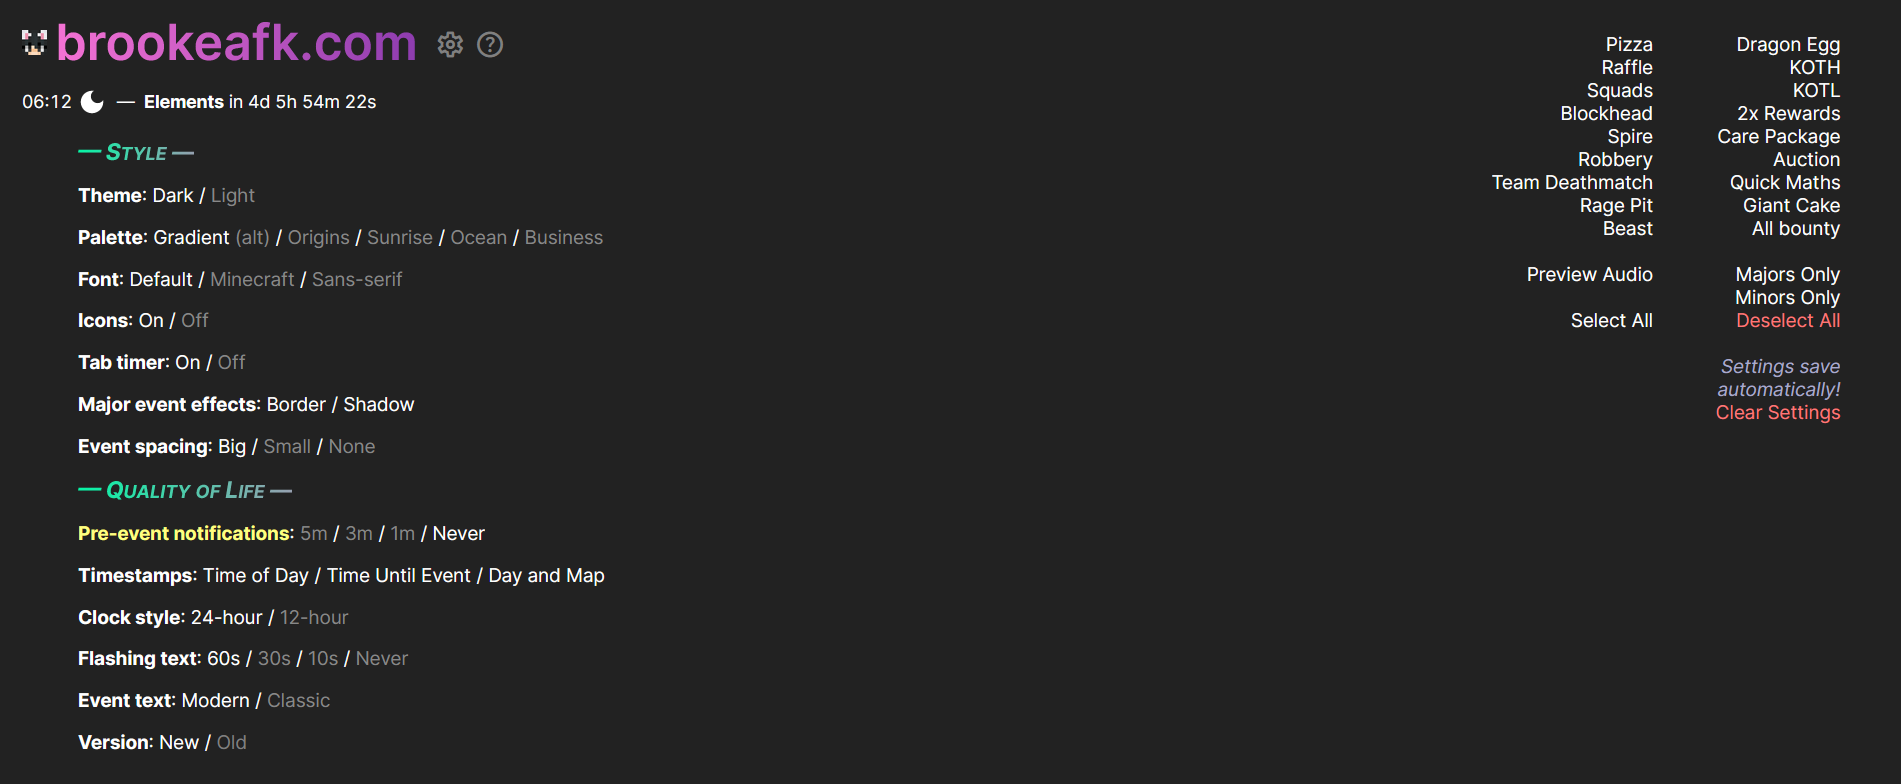 brookeafk.com
06:12 — Elements in 4d 5h 54m 22s
— Style —
Theme: Dark / Light
Palette: Gradient (alt) / Origins / Sunrise / Ocean / Business
Font: Default / Minecraft / Sans-serif
Icons: On / Off
Tab timer: On / Off
Major event effects: Border / Shadow
Event spacing: Big / Small / None
— Quality of Life —
Pre-event notifications: 5m / 3m / 1m / Never
Timestamps: Time of Day / Time Until Event / Day and Map
Clock style: 24-hour / 12-hour
Flashing text: 60s / 30s / 10s / Never
Event text: Modern / Classic
Version: New / Old
Pizza
Raffle
Squads
Blockhead
Spire
Robbery
Team Deathmatch
Rage Pit
Beast
Preview Audio
Select All
Dragon Egg
KOTH
KOTL
2x Rewards
Care Package
Auction
Quick Maths
Giant Cake
All bounty
Majors Only
Minors Only
Deselect All
Settings save
automatically!
Clear Settings